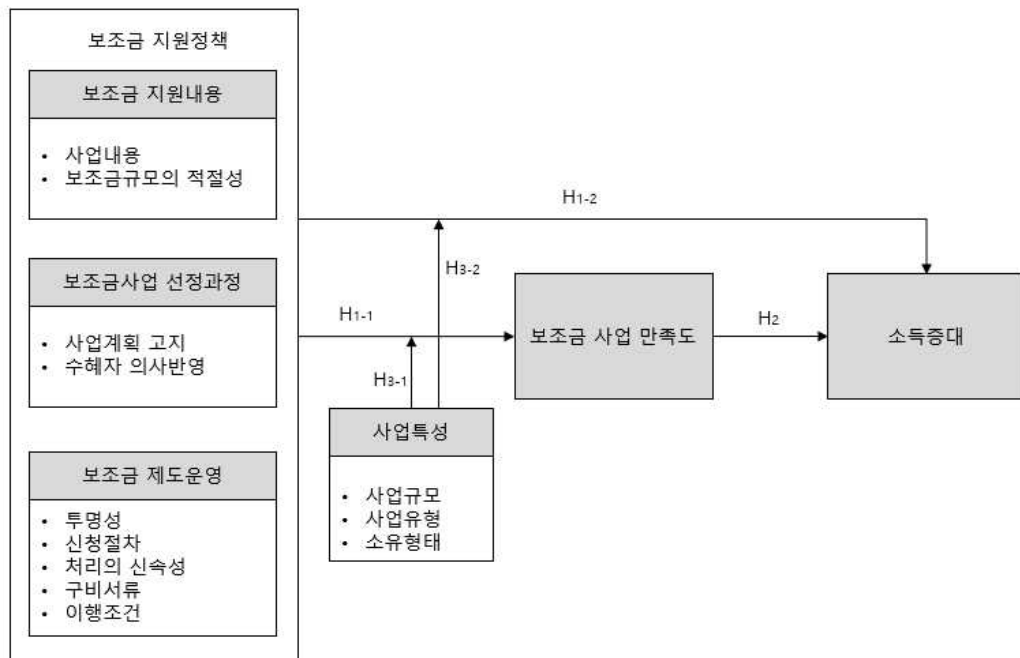 보조금 지원정책
보조금 지원내용
• 사업내용
• 보조금규모의 적절성
보조금사업 선정과정
• 사업계획 고지
• 수혜자 의사반영
보조금 제도운영
• 투명성
• 신청절차
• 처리의 신속성
• 구비서류
• 이행조건
H1-2
H3-2
H1-1
H3-1
사업특성
• 사업규모
• 사업유형
• 소유형태
보조금 사업 만족도
H2
소득증대